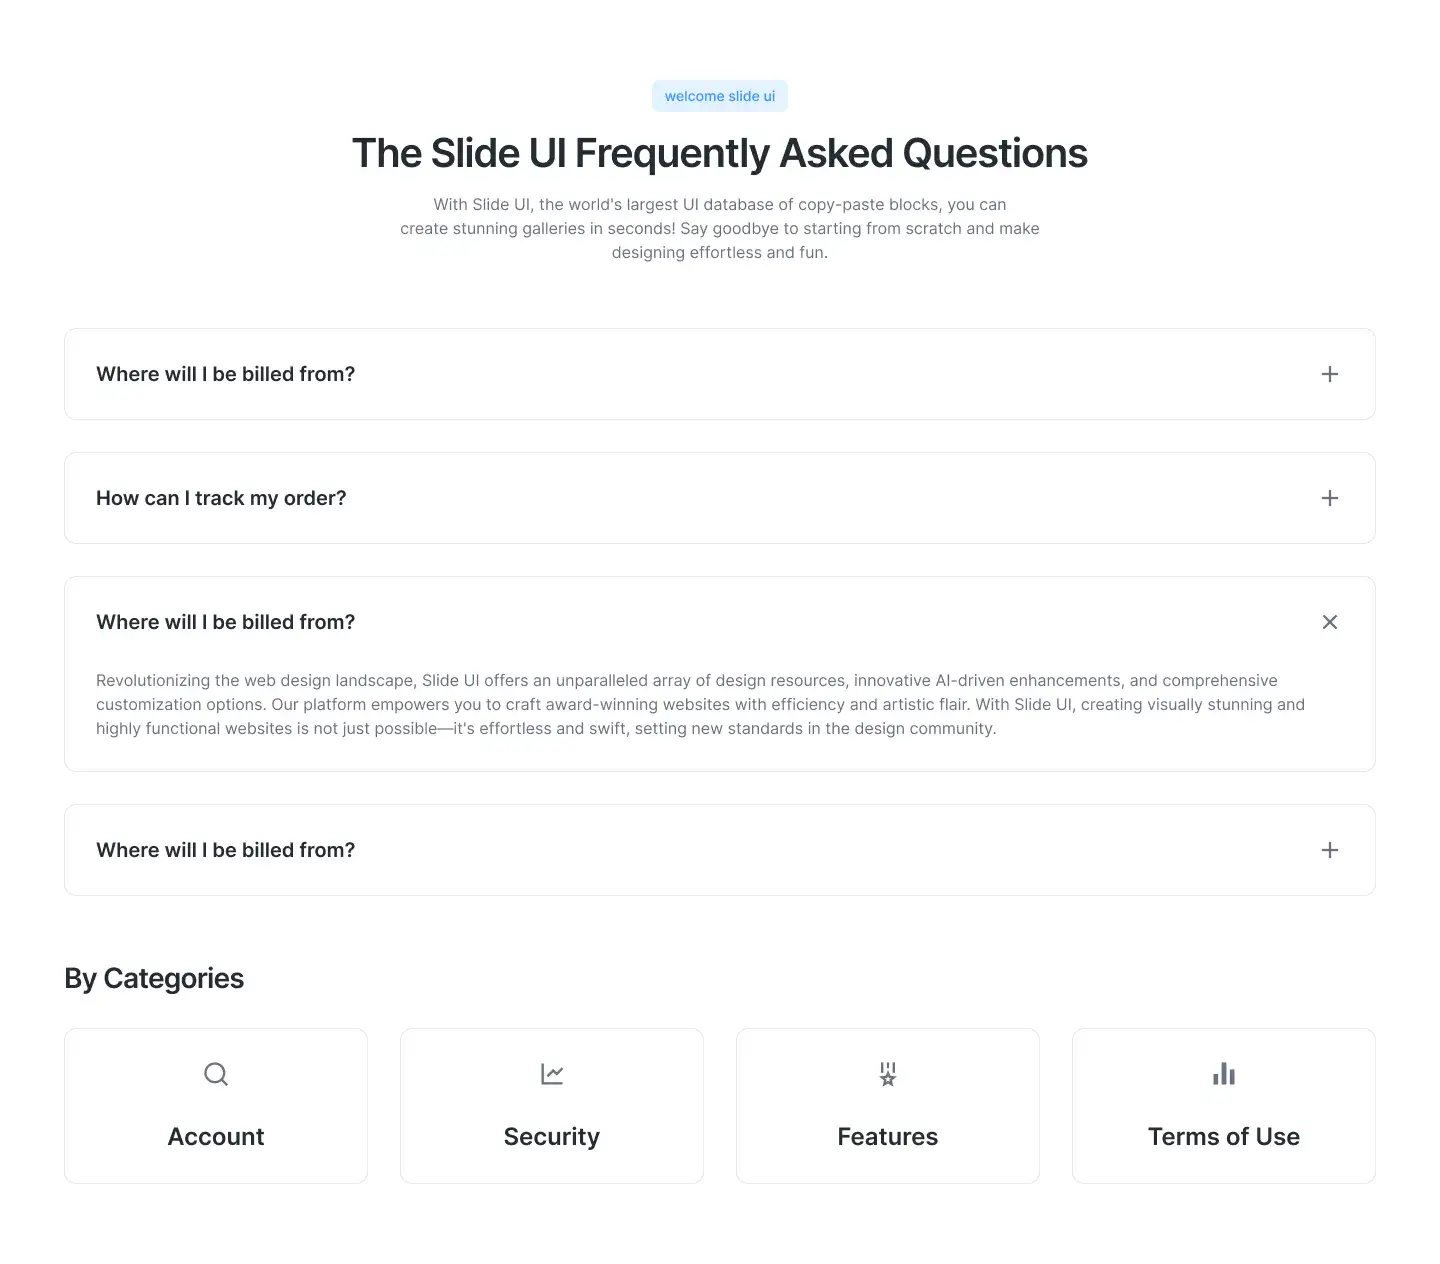 welcome slide ui
The Slide UI Frequently Asked Questions
With Slide UI, the world's largest UI database of copy-paste blocks, you can
create stunning galleries in seconds! Say goodbye to starting from scratch and make
designing effortless and fun.
Where will I be billed from?
How can I track my order?
Where will I be billed from?
Revolutionizing the web design landscape, Slide UI offers an unparalleled array of design resources, innovative AI-driven enhancements, and comprehensive
customization options. Our platform empowers you to craft award-winning websites with efficiency and artistic flair. With Slide UI, creating visually stunning and
highly functional websites is not just possible—it's effortless and swift, setting new standards in the design community.
Where will I be billed from?
By Categories
Account
Security
Features
Terms of Use